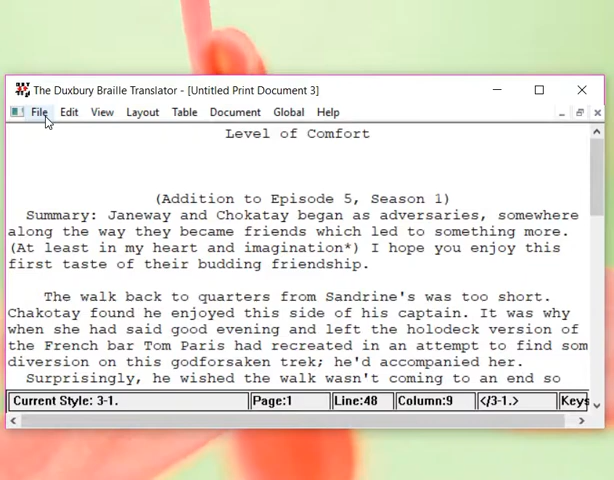 The Duxbury Braille Translator - [Untitled Print Document 3]
File Edit View Layout Table Document Global Help
Level of Comfort
(Addition to Episode 5, Season 1)
Summary: Janeway and Chokatay began as adversaries, somewhere
along the way they became friends which led to something more.
(At least in my heart and imagination*) I hope you enjoy this
first taste of their budding friendship.
The walk back to quarters from Sandrine's was too short.
Chakotay found he enjoyed this side of his captain. It was why
when she had said good evening and left the holodeck version of
the French bar Tom Paris had recreated in an attempt to find som
diversion on this godforsaken trek; he'd accompanied her.
Surprisingly, he wished the walk wasn't coming to an end so
Current Style: 3-1. Page:1 Line:48 Column:9 </3-1.> Keys